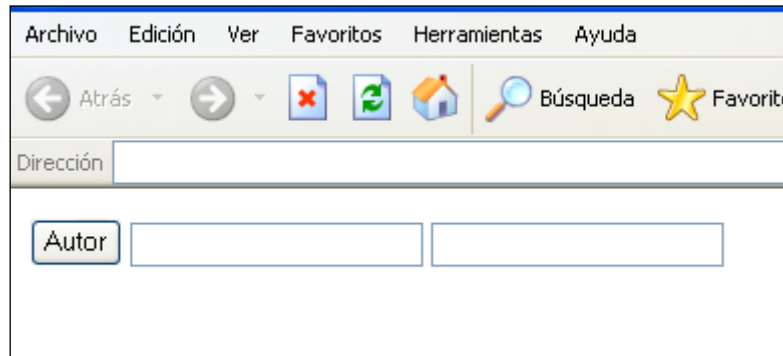 Archivo Edición Ver Favoritos Herramientas Ayuda
Atrás Búsqueda Favorit
Dirección
Autor